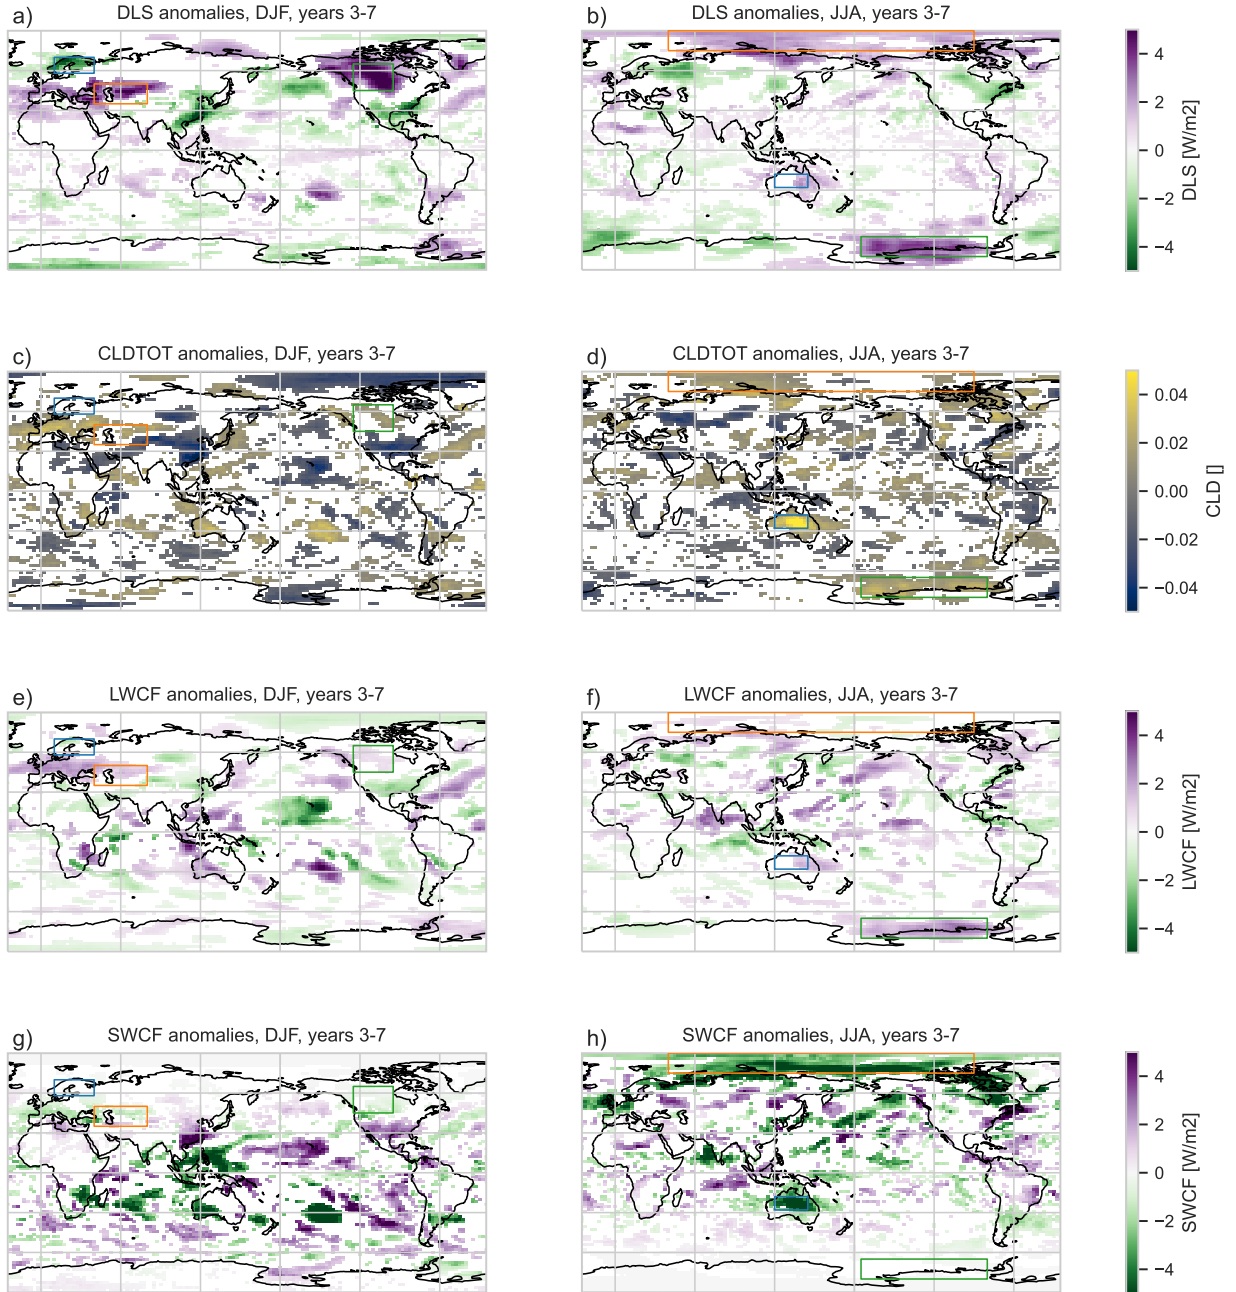 a) DLS anomalies, DJF, years 3-7
b) DLS anomalies, JJA, years 3-7
4
2
0
−2
−4
DLS [W/m2]
c) CLDTOT anomalies, DJF, years 3-7
d) CLDTOT anomalies, JJA, years 3-7
0.04
0.02
0.00
−0.02
−0.04
CLD []
e) LWCF anomalies, DJF, years 3-7
f) LWCF anomalies, JJA, years 3-7
4
2
0
−2
−4
LWCF [W/m2]
g) SWCF anomalies, DJF, years 3-7
h) SWCF anomalies, JJA, years 3-7
4
2
0
−2
−4
SWCF [W/m2]